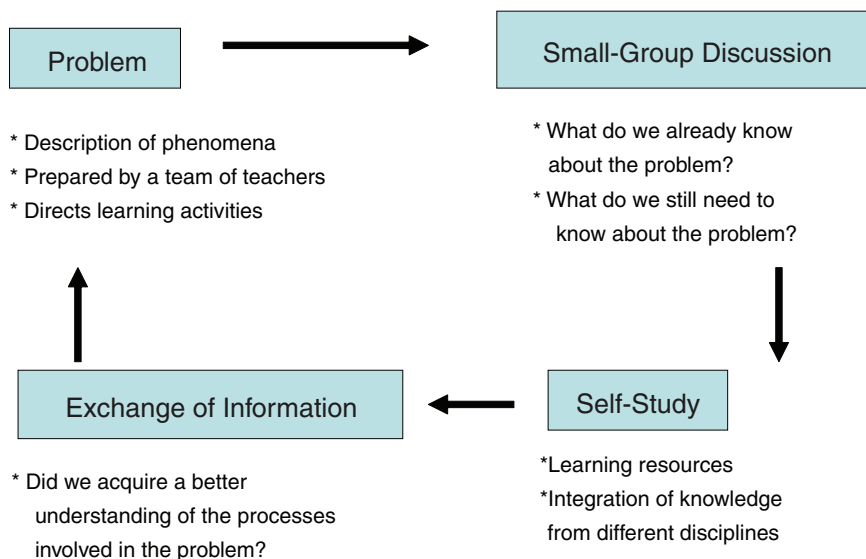 Problem
* Description of phenomena
* Prepared by a team of teachers
* Directs learning activities
Small-Group Discussion
* What do we already know
about the problem?
* What do we still need to
know about the problem?
Self-Study
*Learning resources
*Integration of knowledge
from different disciplines
Exchange of Information
* Did we acquire a better
understanding of the processes
involved in the problem?